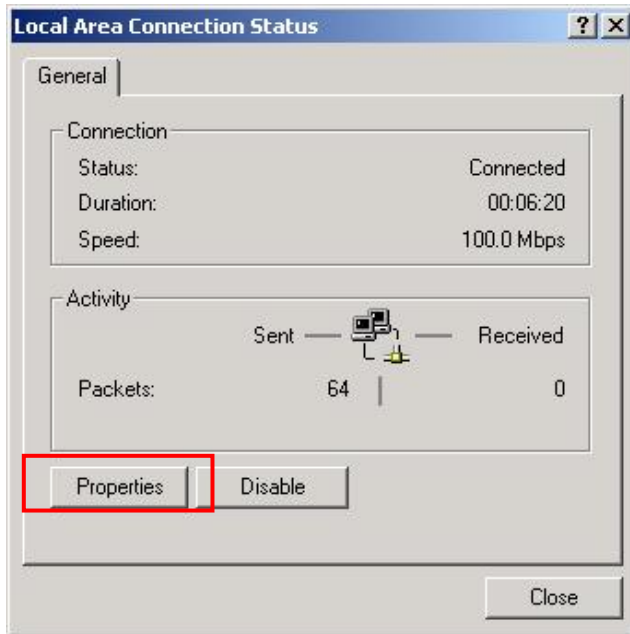 Local Area Connection Status ? X
General
Connection
Status: Connected
Duration: 00:06:20
Speed: 100.0 Mbps
Activity
Sent Received
Packets: 64 0
Properties Disable
Close